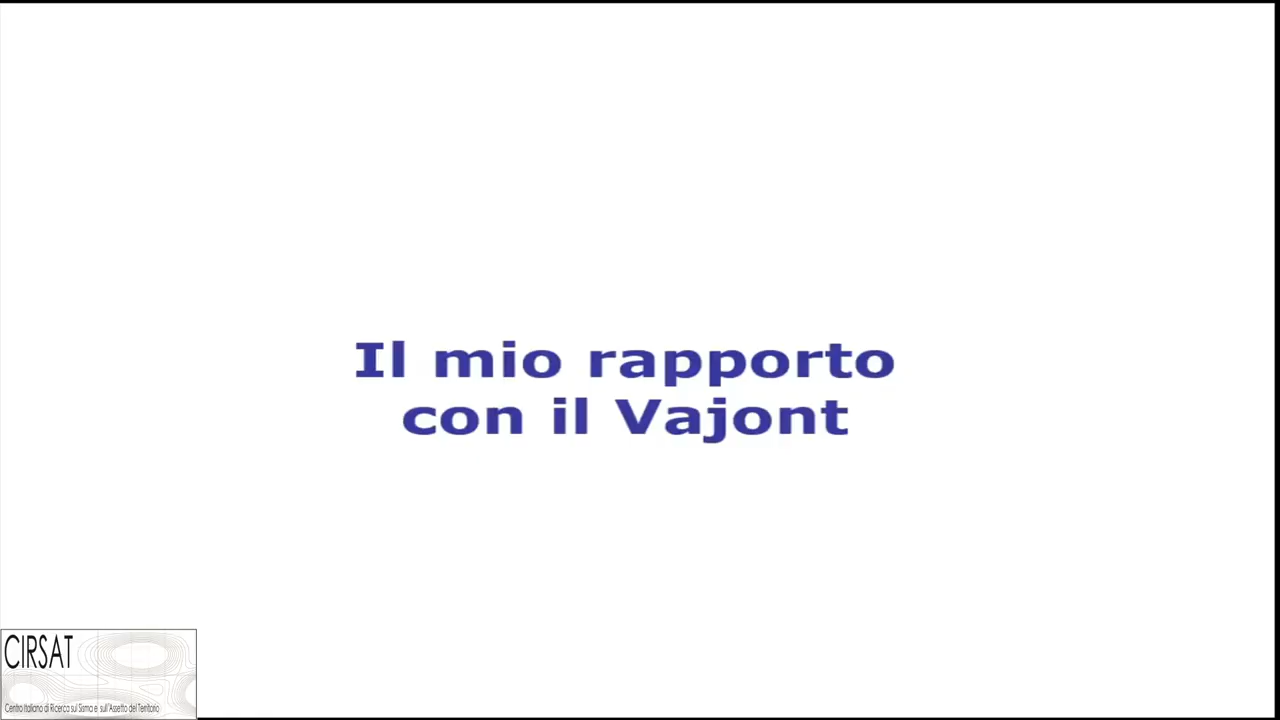 Il mio rapporto
con il Vajont
CIRSAT
Centro Italiano di Ricerca sul Sisma e sull'Assetto del Territorio